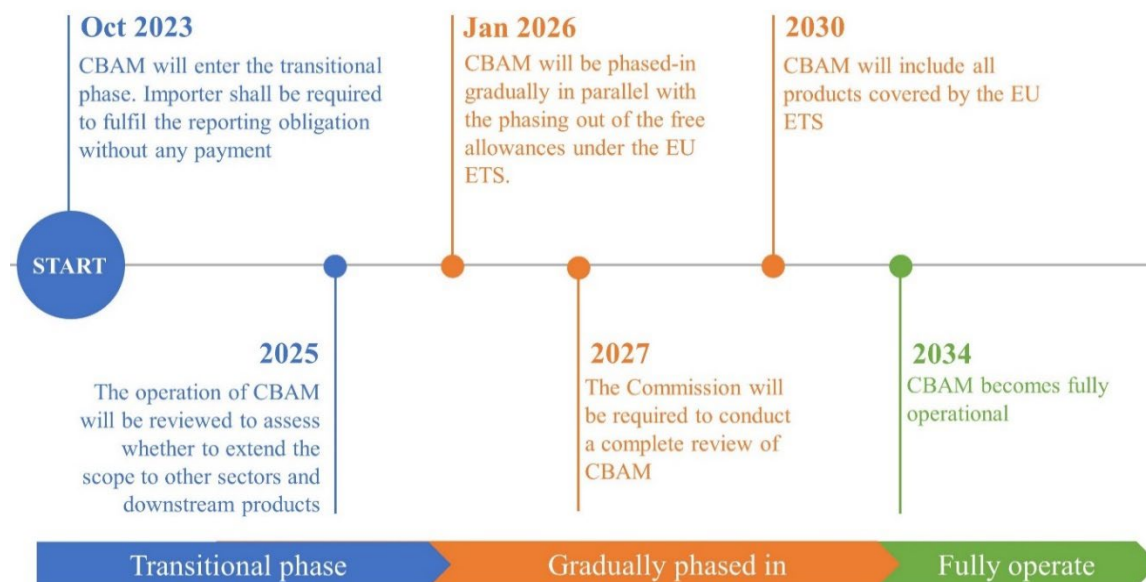 Oct 2023
CBAM will enter the transitional
phase. Importer shall be required
to fulfil the reporting obligation
without any payment
Jan 2026
CBAM will be phased-in
gradually in parallel with
the phasing out of the free
allowances under the EU
ETS.
2030
CBAM will include all
products covered by the EU
ETS
START
2025
The operation of CBAM
will be reviewed to assess
whether to extend the
scope to other sectors and
downstream products
2027
The Commission will
be required to conduct
a complete review of
CBAM
2034
CBAM becomes fully
operational
Transitional phase
Gradually phased in
Fully operate